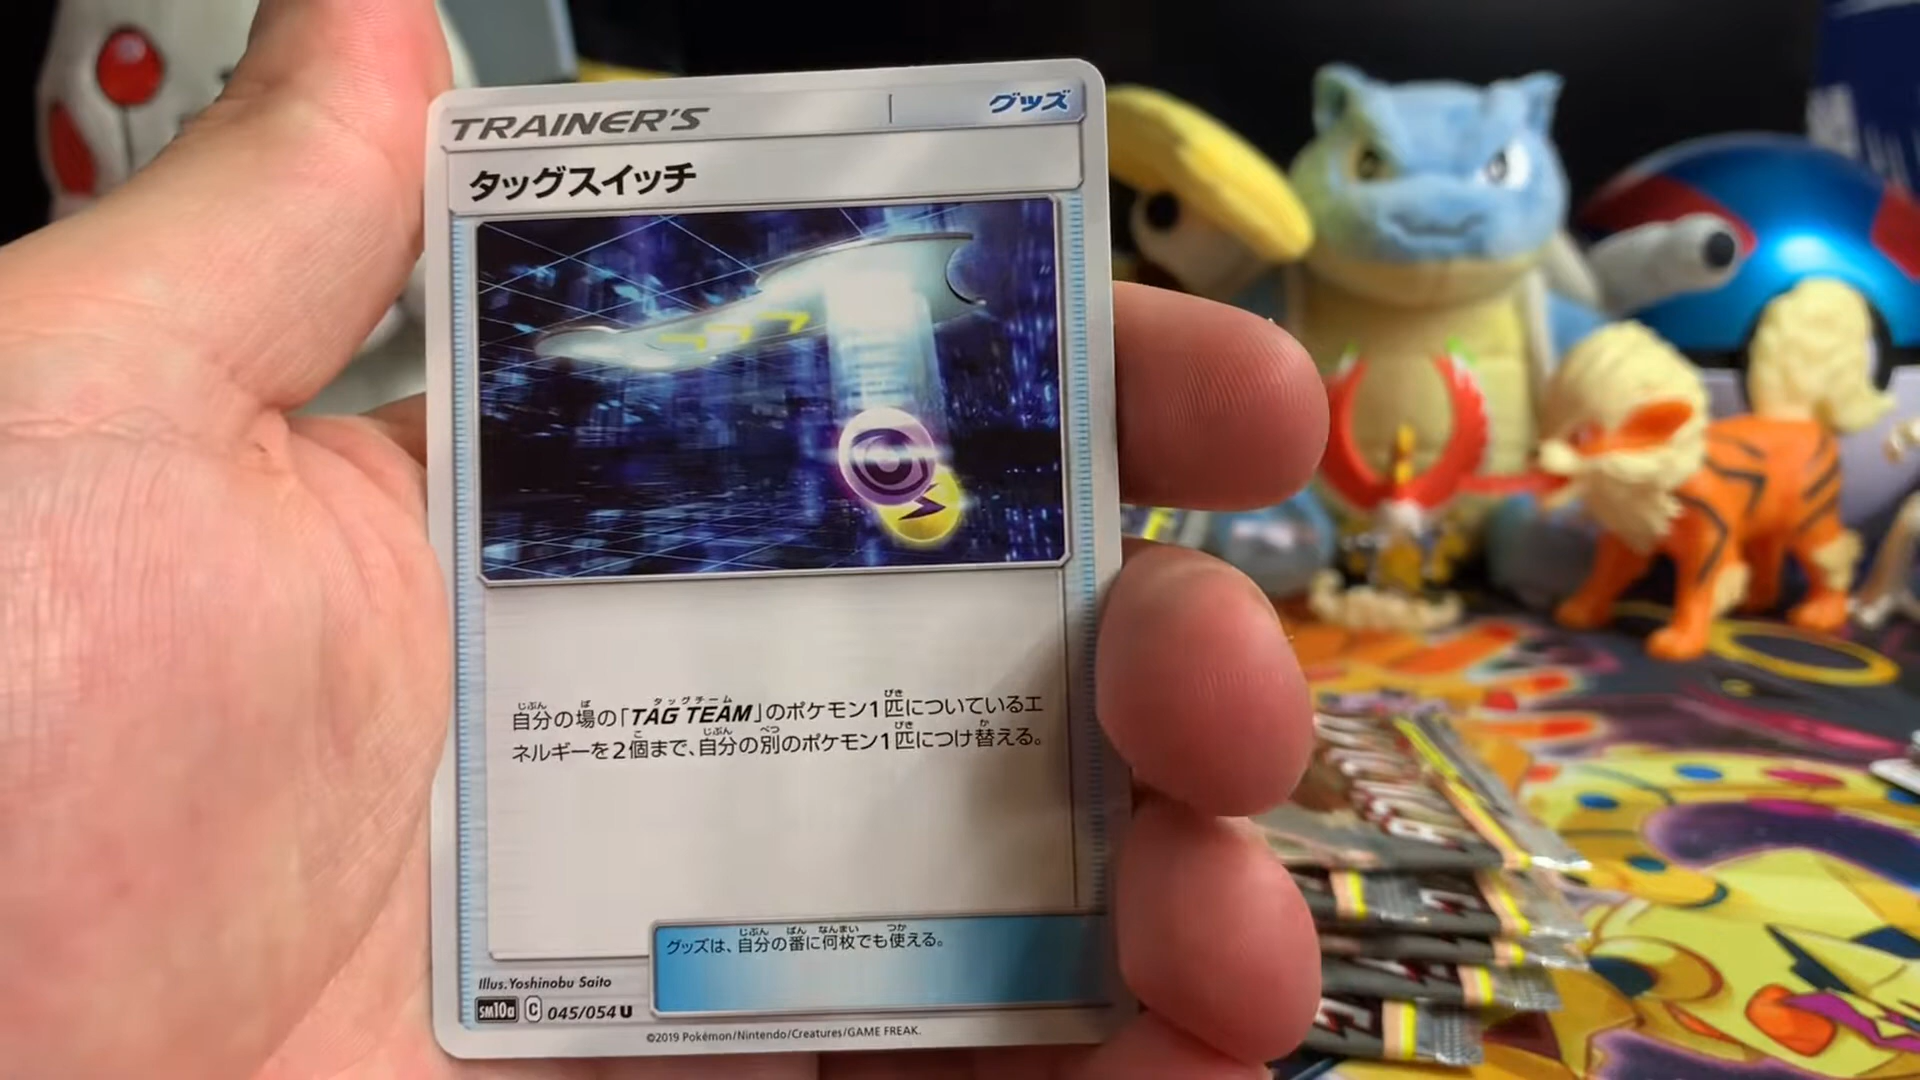 TRAINER'S
グッズ
タッグスイッチ
自分の場の「TAG TEAM」のポケモン1匹についているエ
ネルギーを2個まで、自分の別のポケモン1匹につけ替える。
グッズは、自分の番に何枚でも使える。
Illus. Yoshinobu Saito
SM10a C 045/054 U
©2019 Pokémon/Nintendo/Creatures/GAME FREAK.